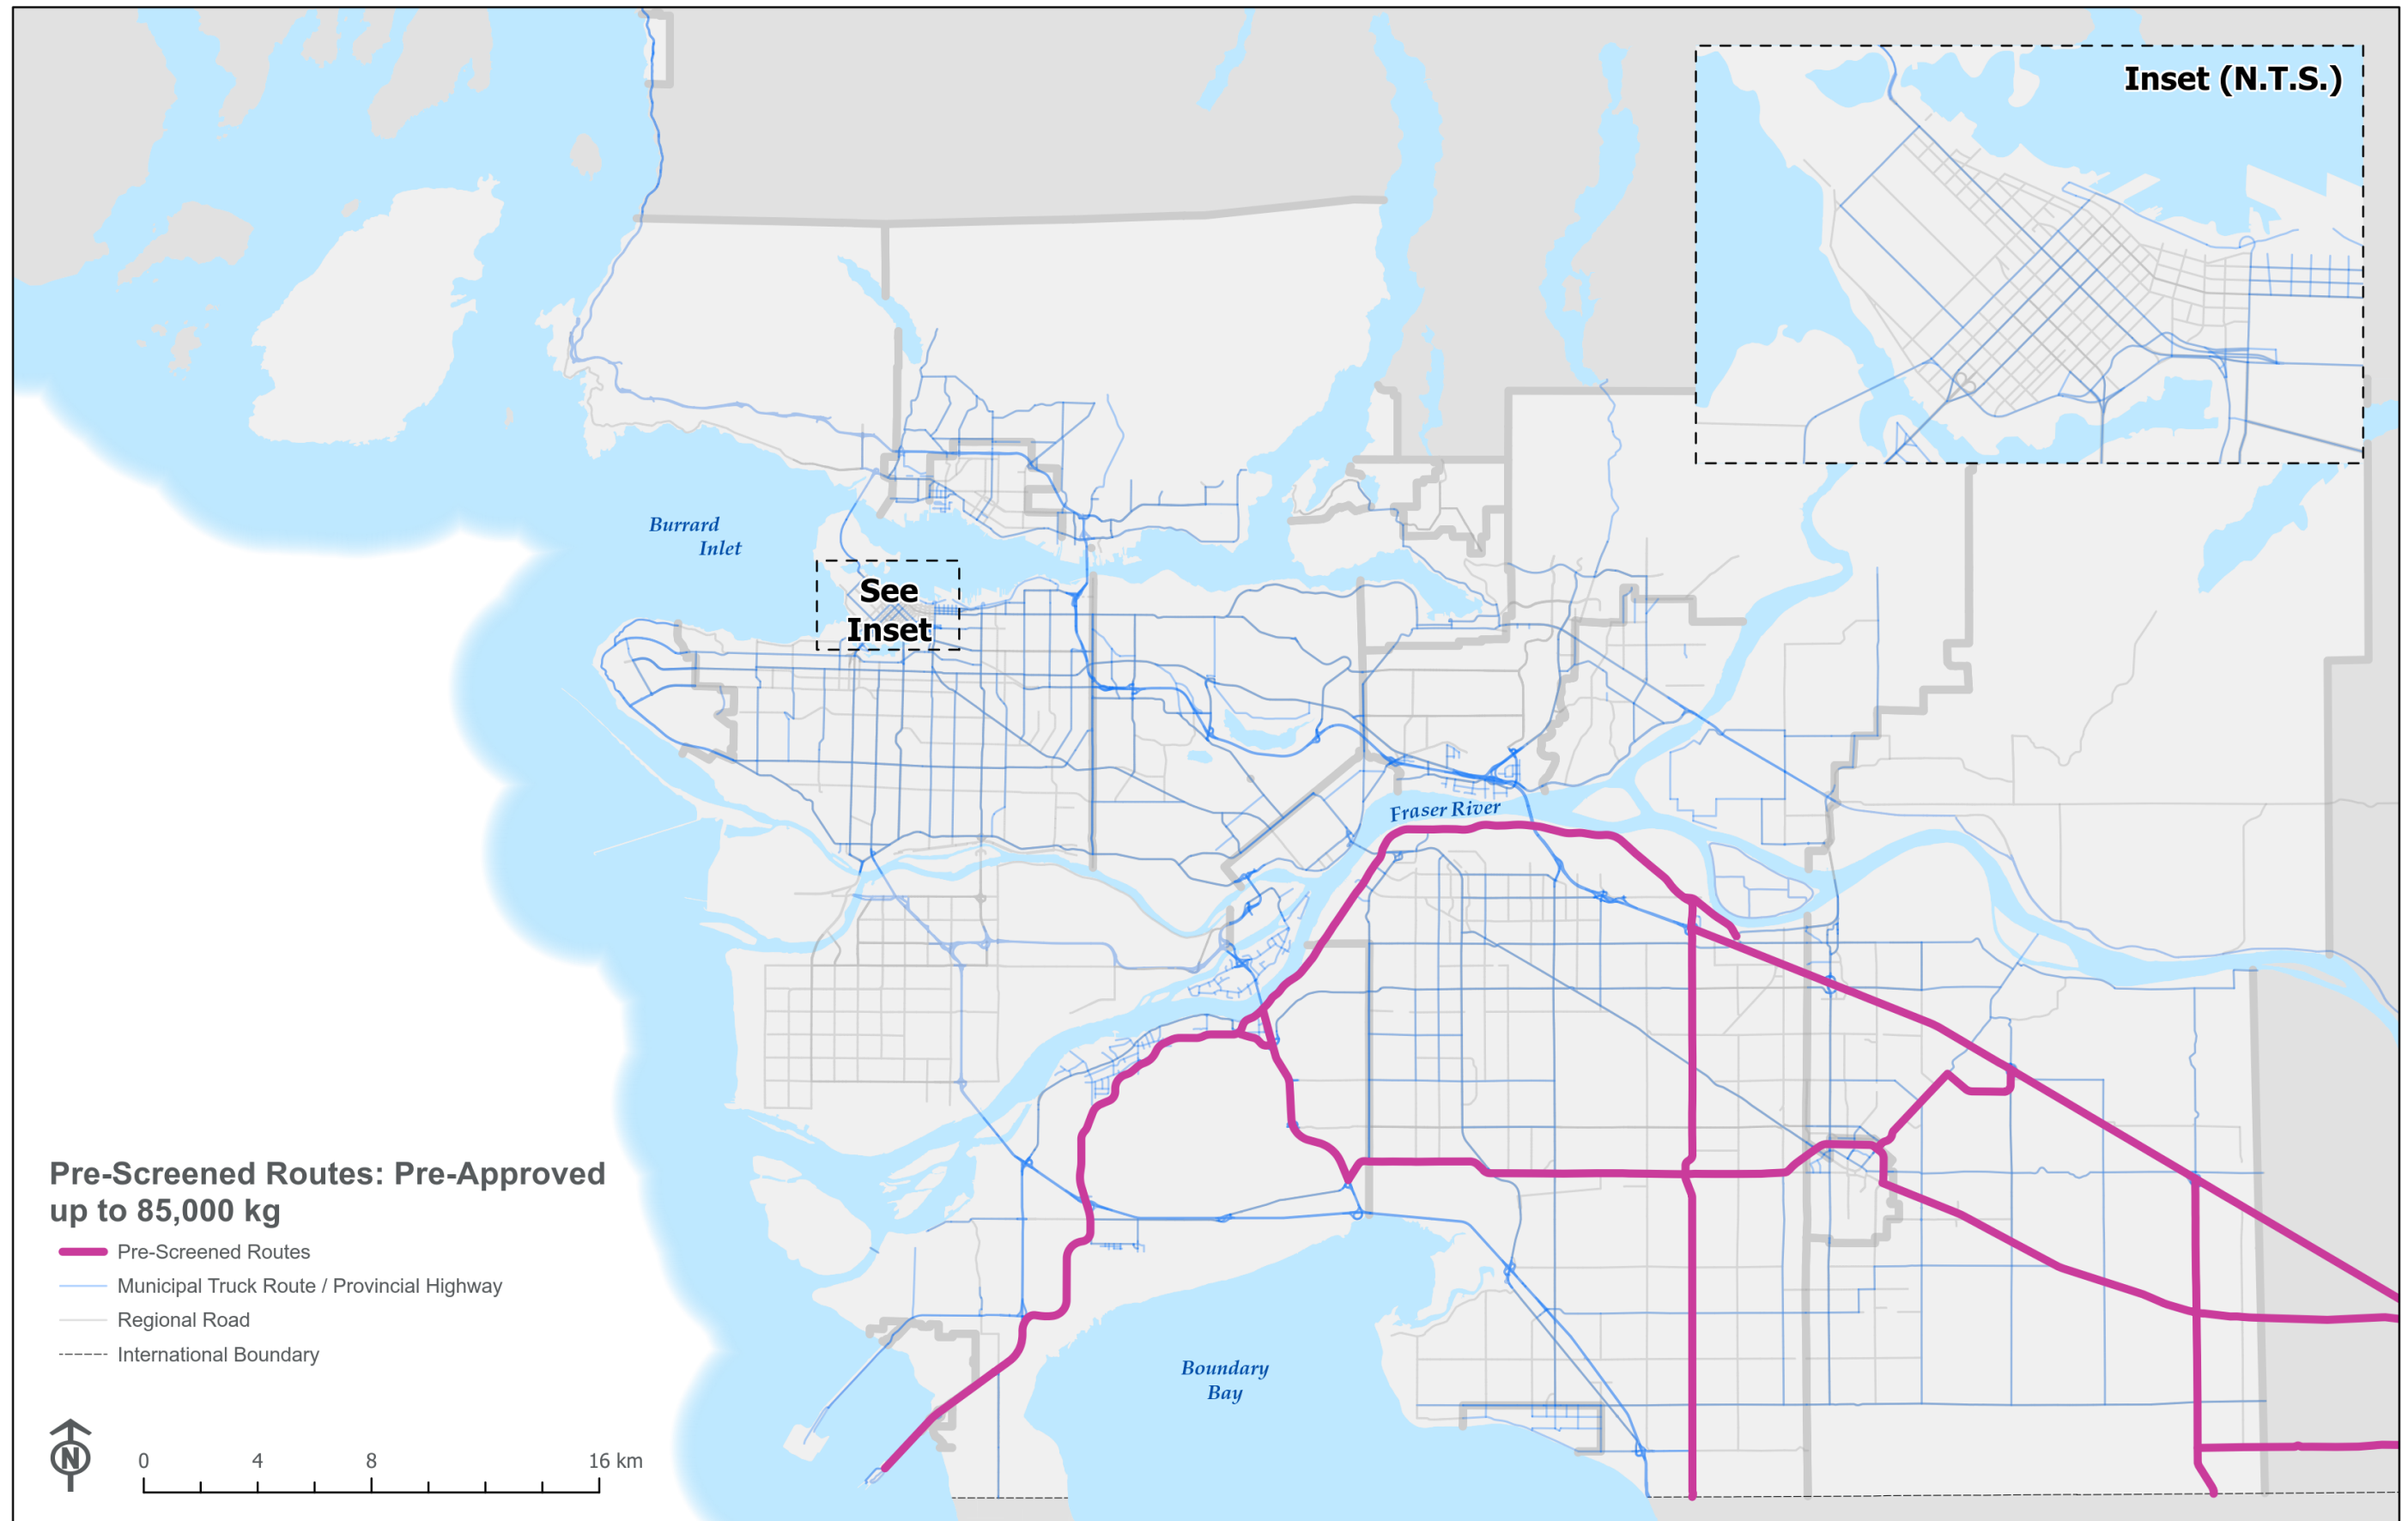 Inset (N.T.S.)
Burrard
Inlet
See
Inset
Fraser River
Pre-Screened Routes: Pre-Approved
up to 85,000 kg
Pre-Screened Routes
Municipal Truck Route / Provincial Highway
Regional Road
International Boundary
Boundary
Bay
N
0 4 8 16 km